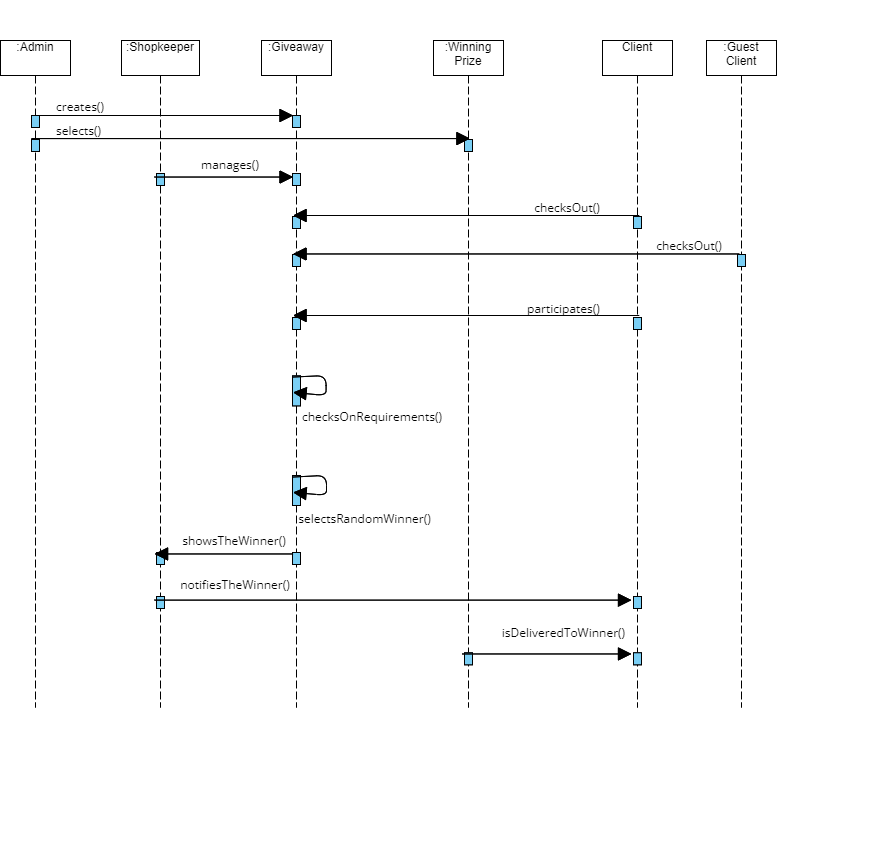 :Admin
:Shopkeeper
:Giveaway
:Winning
Prize
Client
:Guest
Client
creates()
selects()
manages()
checksOut()
checksOut()
participates()
checksOnRequirements()
selectsRandomWinner()
showsTheWinner()
notifiesTheWinner()
isDeliveredToWinner()